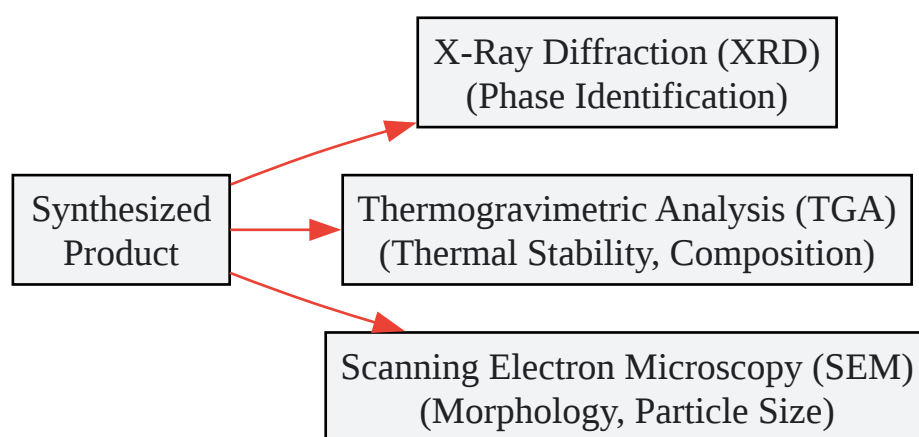 X-Ray Diffraction (XRD)
(Phase Identification)
Synthesized
Product
Thermogravimetric Analysis (TGA)
(Thermal Stability, Composition)
Scanning Electron Microscopy (SEM)
(Morphology, Particle Size)